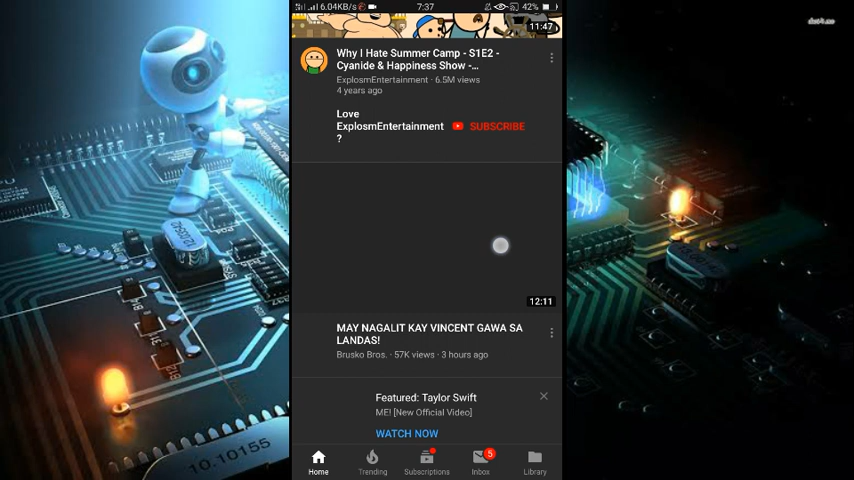 6.04KB/s
7:37
42%
11:47
Why I Hate Summer Camp - S1E2 -
Cyanide & Happiness Show -...
ExplosmEntertainment · 6.5M views
4 years ago
Love
ExplosmEntertainment
?
SUBSCRIBE
12:11
MAY NAGALIT KAY VINCENT GAWA SA
LANDAS!
Brusko Bros. · 57K views · 3 hours ago
Featured: Taylor Swift
ME! [New Official Video]
WATCH NOW
5
Home
Trending
Subscriptions
Inbox
Library
10.10155